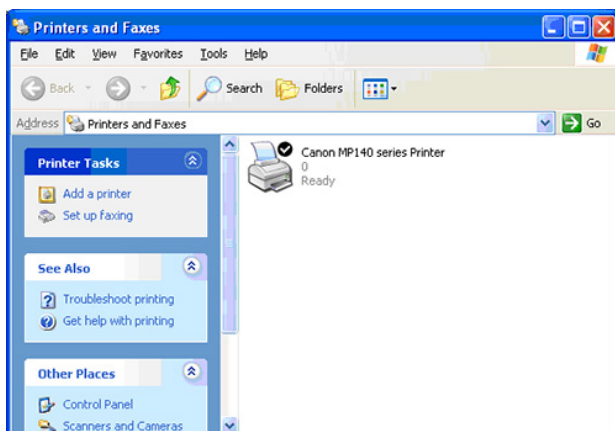 Printers and Faxes
File Edit View Favorites Tools Help
Back Search Folders
Address Printers and Faxes Go
Printer Tasks
Add a printer
Set up faxing
See Also
Troubleshoot printing
Get help with printing
Other Places
Control Panel
Scanners and Cameras
Canon MP140 series Printer
0
Ready